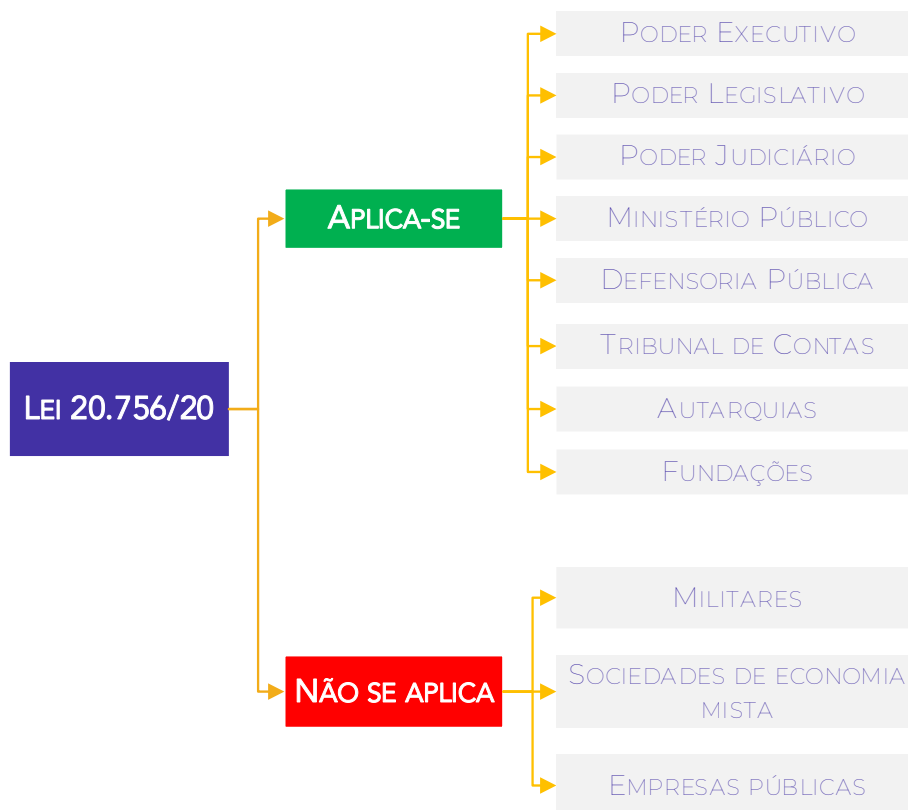 Lei 20.756/20
Aplica-se
Poder Executivo
Poder Legislativo
Poder Judiciário
Ministério Público
Defensoria Pública
Tribunal de Contas
Autarquias
Fundações
Não se aplica
Militares
Sociedades de economia
mista
Empresas públicas